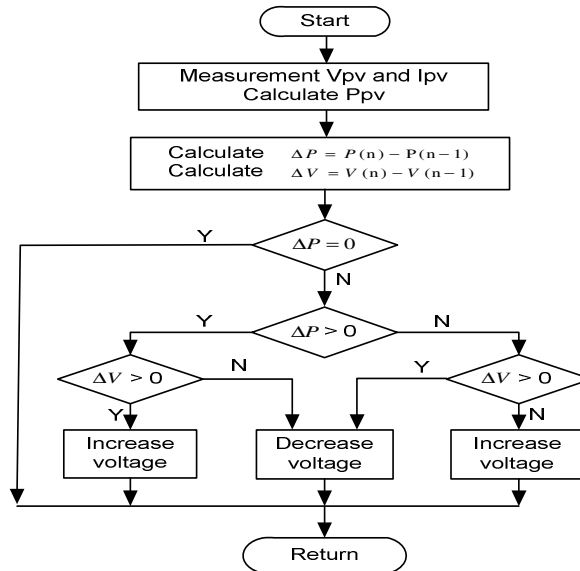 Start
Measurement Vpv and Ipv
Calculate Ppv
Calculate ΔP = P(n) − P(n−1)
Calculate ΔV = V(n) − V(n−1)
Y
ΔP = 0
N
Y
ΔP > 0
N
ΔV > 0
N
Y
ΔV > 0
Y
N
Increase
voltage
Decrease
voltage
Increase
voltage
Return